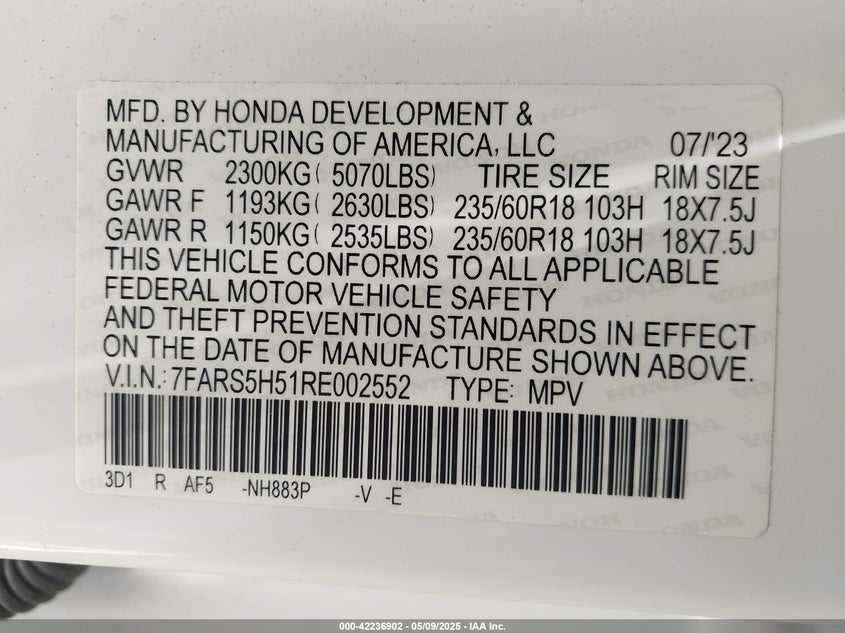 MFD. BY HONDA DEVELOPMENT &
MANUFACTURING OF AMERICA, LLC 07/'23
GVWR 2300KG( 5070LBS) TIRE SIZE RIM SIZE
GAWR F 1193KG( 2630LBS) 235/60R18 103H 18X7.5J
GAWR R 1150KG( 2535LBS) 235/60R18 103H 18X7.5J
THIS VEHICLE CONFORMS TO ALL APPLICABLE
FEDERAL MOTOR VEHICLE SAFETY
AND THEFT PREVENTION STANDARDS IN EFFECT
ON THE DATE OF MANUFACTURE SHOWN ABOVE.
V.I.N.:7FARS5H51RE002552 TYPE: MPV
3D1 R AF5 -NH883P -V -E
000-42236902 - 05/09/2025 - IAA Inc.